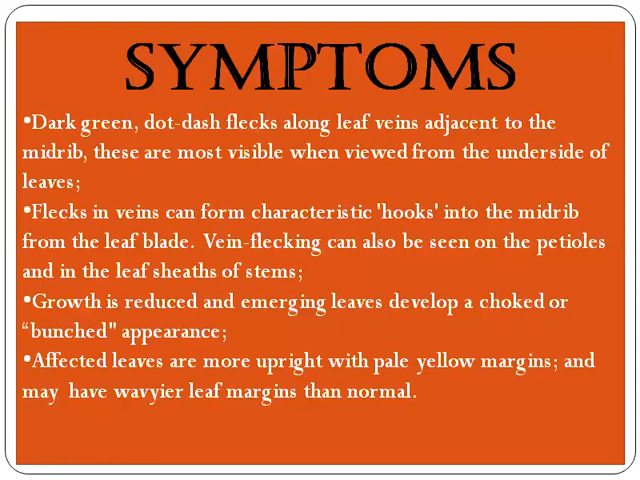 SYMPTOMS
•Dark green, dot-dash flecks along leaf veins adjacent to the
midrib, these are most visible when viewed from the underside of
leaves;
•Flecks in veins can form characteristic 'hooks' into the midrib
from the leaf blade. Vein-flecking can also be seen on the petioles
and in the leaf sheaths of stems;
•Growth is reduced and emerging leaves develop a choked or
“bunched" appearance;
•Affected leaves are more upright with pale yellow margins; and
may have wavyier leaf margins than normal.